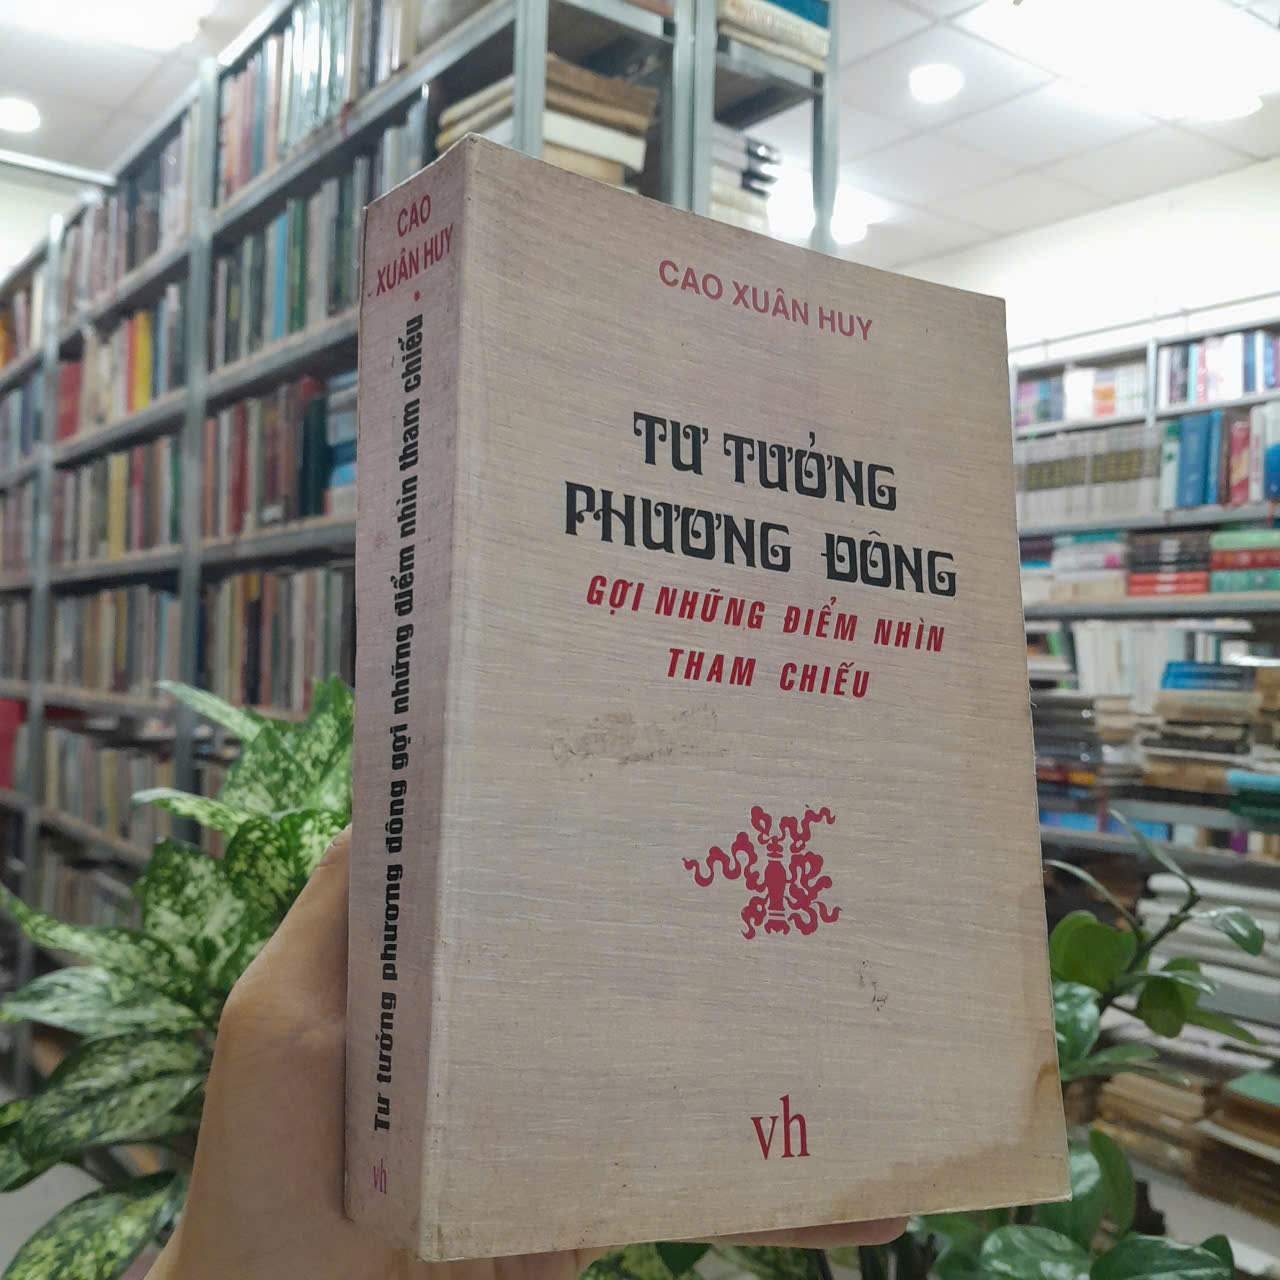 CAO
XUÂN HUY
•
Tư tưởng phương đông gợi những điểm nhìn tham chiếu
vh
CAO XUÂN HUY
TƯ TƯỞNG
PHƯƠNG ĐÔNG
GỢI NHỮNG ĐIỂM NHÌN
THAM CHIẾU
vh